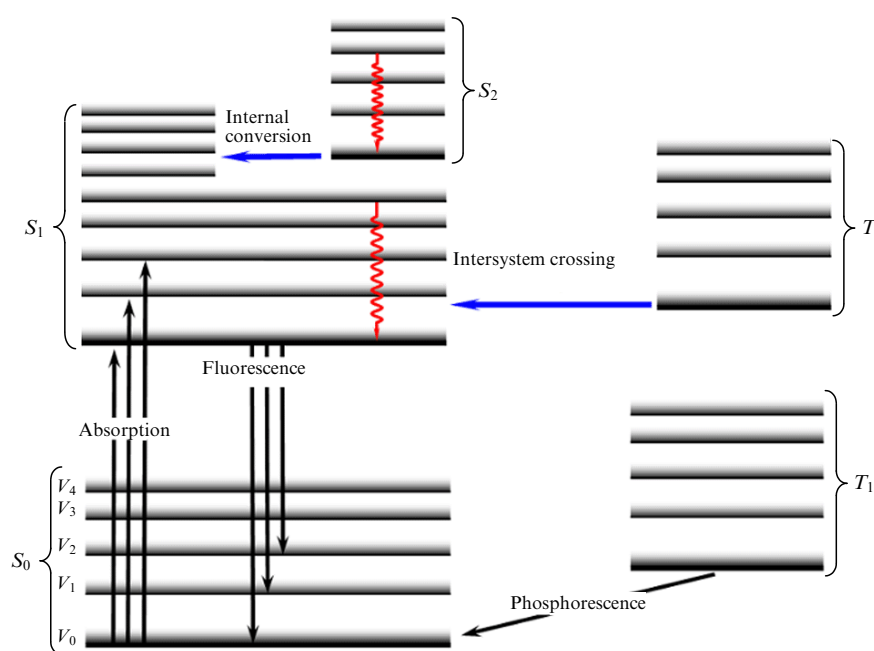 S2
Internal
conversion
S1
T
Intersystem crossing
Fluorescence
Absorption
V4
V3
T1
V2
S0
V1
Phosphorescence
V0